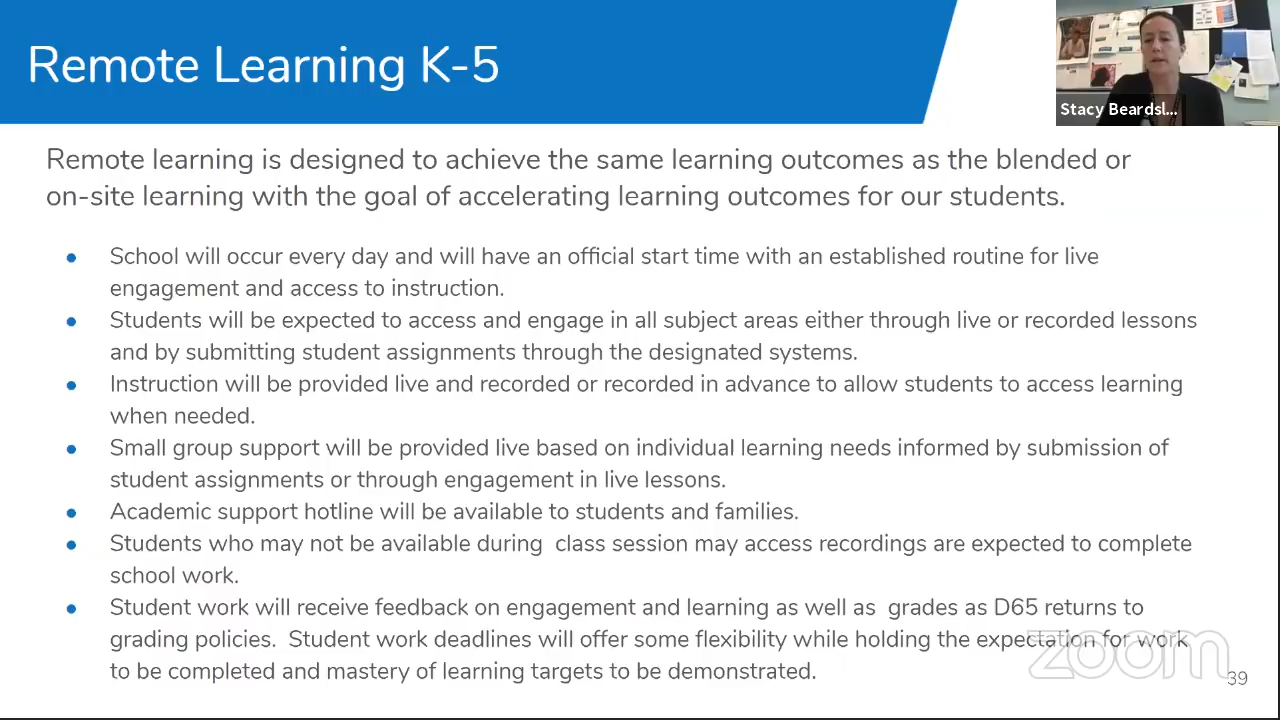 Remote Learning K-5
Stacy Beardsl...
Remote learning is designed to achieve the same learning outcomes as the blended or
on-site learning with the goal of accelerating learning outcomes for our students.
● School will occur every day and will have an official start time with an established routine for live
engagement and access to instruction.
● Students will be expected to access and engage in all subject areas either through live or recorded lessons
and by submitting student assignments through the designated systems.
● Instruction will be provided live and recorded or recorded in advance to allow students to access learning
when needed.
● Small group support will be provided live based on individual learning needs informed by submission of
student assignments or through engagement in live lessons.
● Academic support hotline will be available to students and families.
● Students who may not be available during class session may access recordings are expected to complete
school work.
● Student work will receive feedback on engagement and learning as well as grades as D65 returns to
grading policies. Student work deadlines will offer some flexibility while holding the expectation for work
to be completed and mastery of learning targets to be demonstrated.
zoom
39